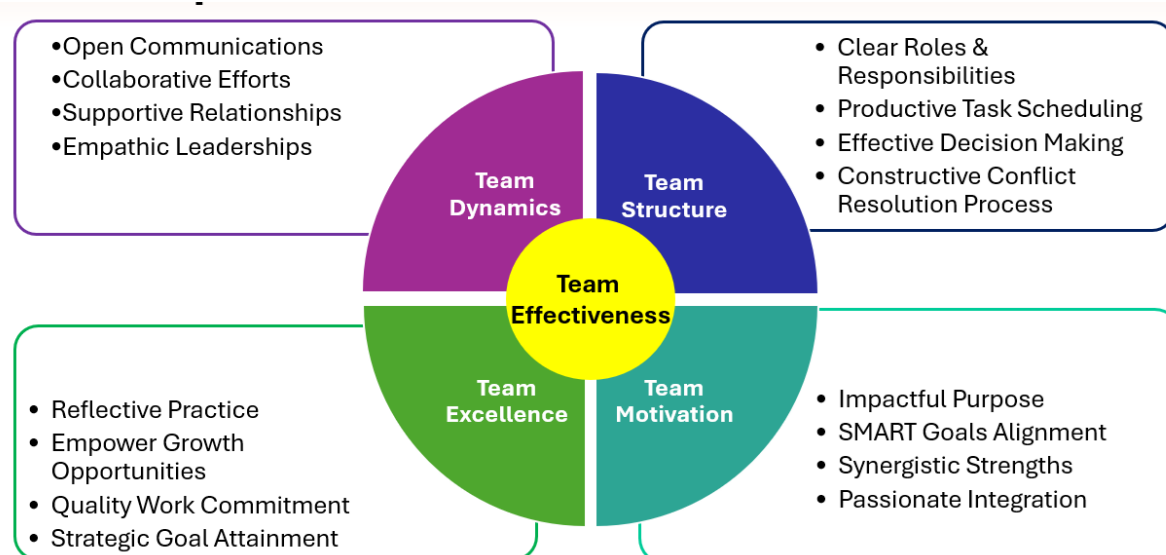 •Open Communications
•Collaborative Efforts
•Supportive Relationships
•Empathic Leaderships
• Clear Roles &
Responsibilities
• Productive Task Scheduling
• Effective Decision Making
• Constructive Conflict
Resolution Process
Team
Dynamics
Team
Structure
Team
Effectiveness
Team
Excellence
Team
Motivation
• Reflective Practice
• Empower Growth
Opportunities
• Quality Work Commitment
• Strategic Goal Attainment
• Impactful Purpose
• SMART Goals Alignment
• Synergistic Strengths
• Passionate Integration